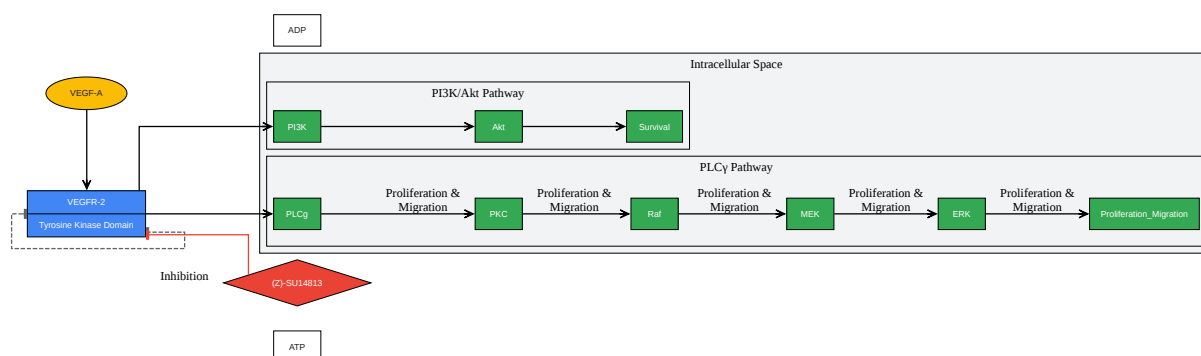 ADP
Intracellular Space
PI3K/Akt Pathway
VEGF-A
PI3K
Akt
Survival
PLCγ Pathway
VEGFR-2
Tyrosine Kinase Domain
PLCg
Proliferation &
Migration
PKC
Proliferation &
Migration
Raf
Proliferation &
Migration
MEK
Proliferation &
Migration
ERK
Proliferation &
Migration
Proliferation_Migration
Inhibition
(Z)-SU14813
ATP